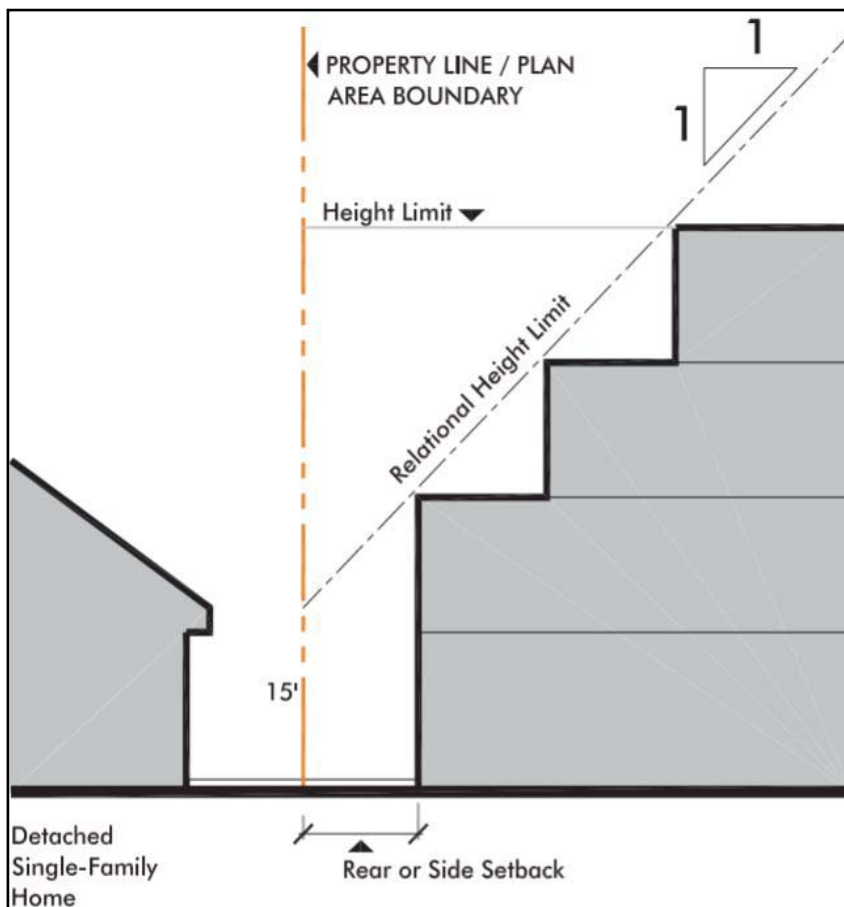 1
PROPERTY LINE / PLAN
AREA BOUNDARY
1
Height Limit
Relational Height Limit
15'
Detached
Single-Family
Home
Rear or Side Setback